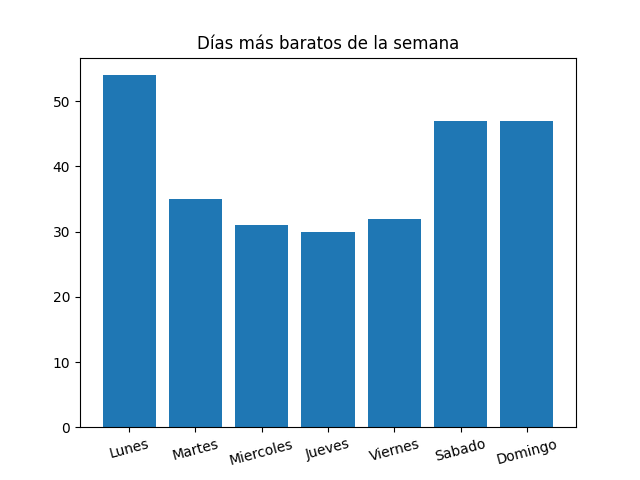 Días más baratos de la semana
50
40
30
20
10
0
Lunes
Martes
Miercoles
Jueves
Viernes
Sabado
Domingo